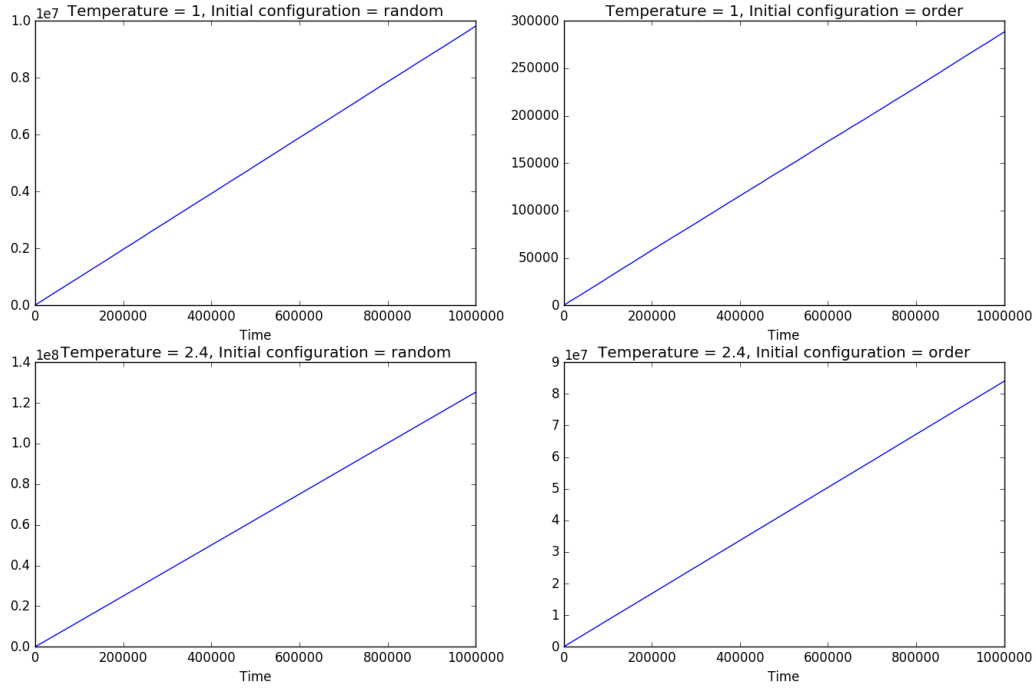 1e7 Temperature = 1, Initial configuration = random
1.0
0.8
0.6
0.4
0.2
0.0
0 200000 400000 600000 800000 1000000
Time
Temperature = 1, Initial configuration = order
300000
250000
200000
150000
100000
50000
0
0 200000 400000 600000 800000 1000000
Time
1e8 Temperature = 2.4, Initial configuration = random
1.4
1.2
1.0
0.8
0.6
0.4
0.2
0.0
0 200000 400000 600000 800000 1000000
Time
1e7 Temperature = 2.4, Initial configuration = order
9
8
7
6
5
4
3
2
1
0
0 200000 400000 600000 800000 1000000
Time